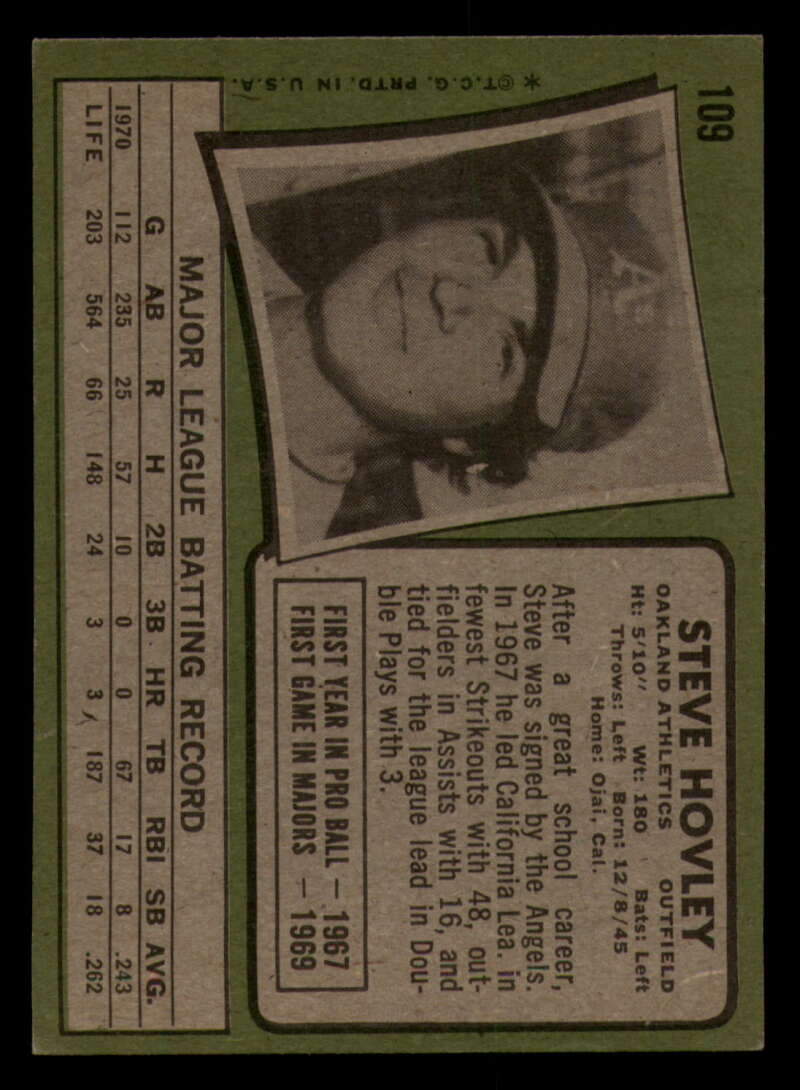 109
A's
STEVE HOVLEY
OAKLAND ATHLETICS OUTFIELD
Ht: 5'10" Wt: 180 Bats: Left
Throws: Left Born: 12/8/45
Home: Ojai, Cal.
After a great school career,
Steve was signed by the Angels.
In 1967 he led California Lea. in
fewest Strikeouts with 48, out-
fielders in Assists with 16, and
tied for the league lead in Dou-
ble Plays with 3.
FIRST YEAR IN PRO BALL — 1967
FIRST GAME IN MAJORS — 1969
MAJOR LEAGUE BATTING RECORD
G AB R H 2B 3B HR TB RBI SB AVG.
1970 112 235 25 57 10 0 0 67 17 8 .243
LIFE 203 564 66 148 24 3 3 187 37 18 .262
*©T.C.G. PRTD. IN U.S.A.